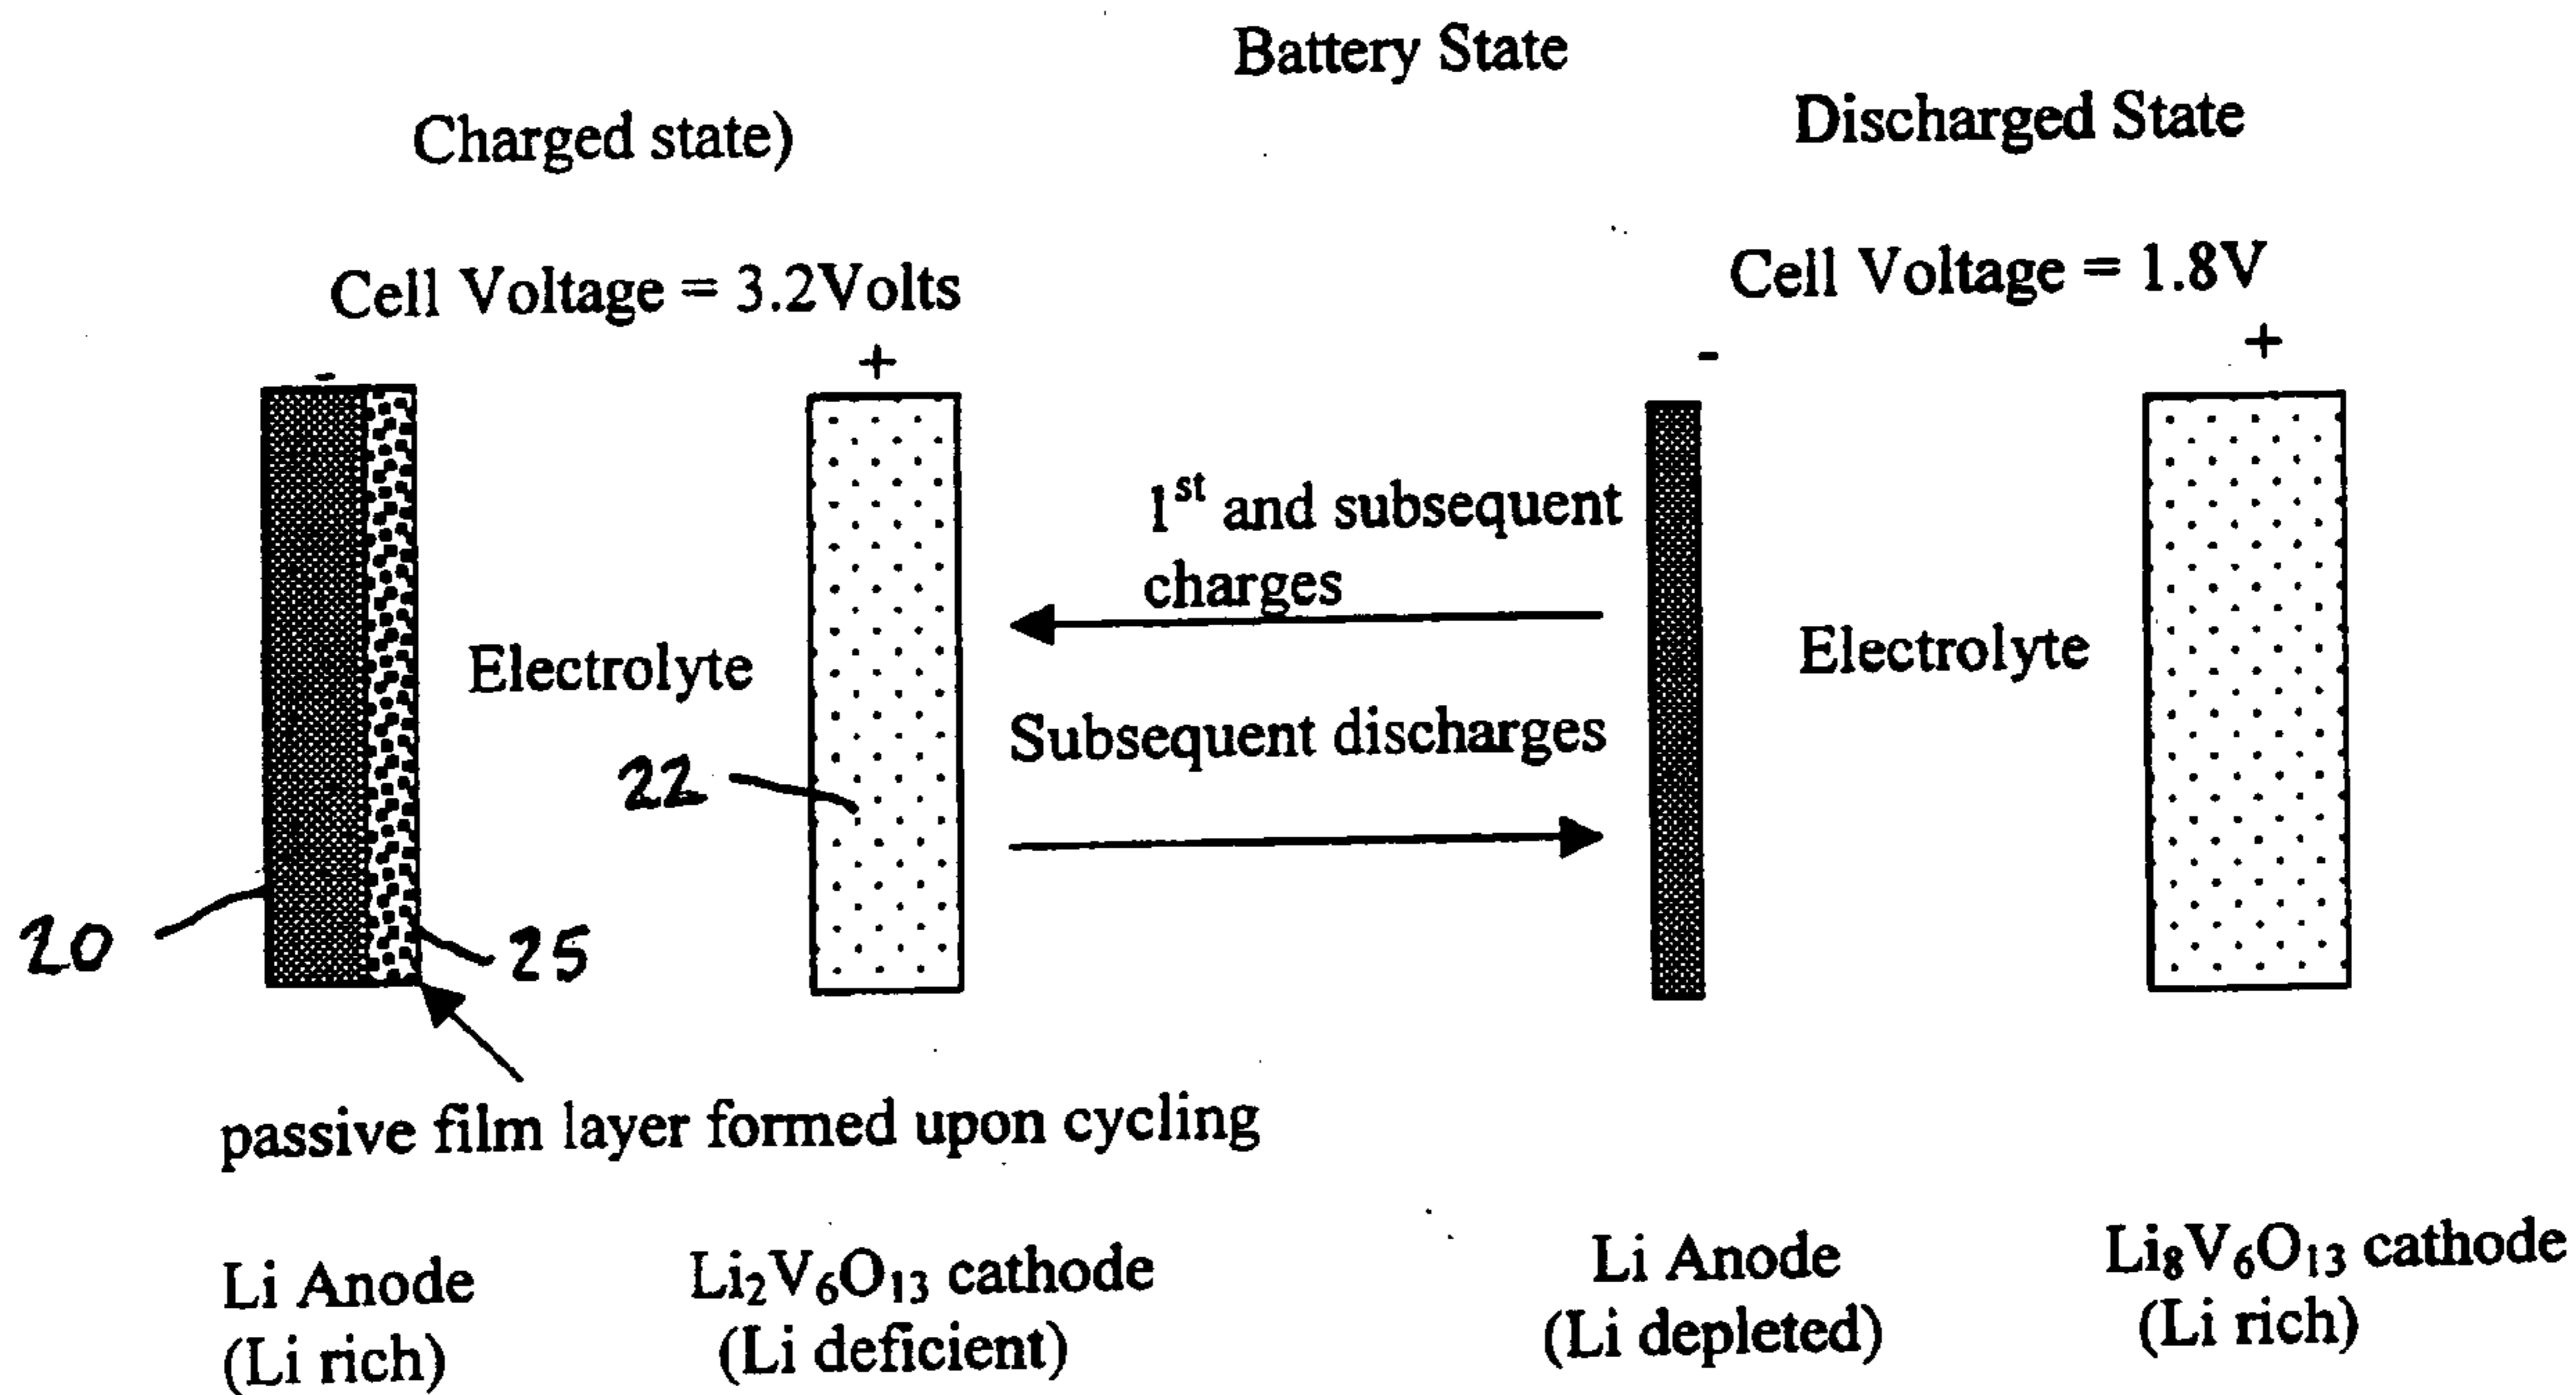 Battery State
Charged state)
Discharged State
Cell Voltage = 3.2Volts
Cell Voltage = 1.8V
-
+
-
+
1st and subsequent
charges
Electrolyte
Electrolyte
Subsequent discharges
22
20
25
passive film layer formed upon cycling
Li Anode
(Li rich)
Li₂V₆O₁₃ cathode
(Li deficient)
Li Anode
(Li depleted)
Li₈V₆O₁₃ cathode
(Li rich)